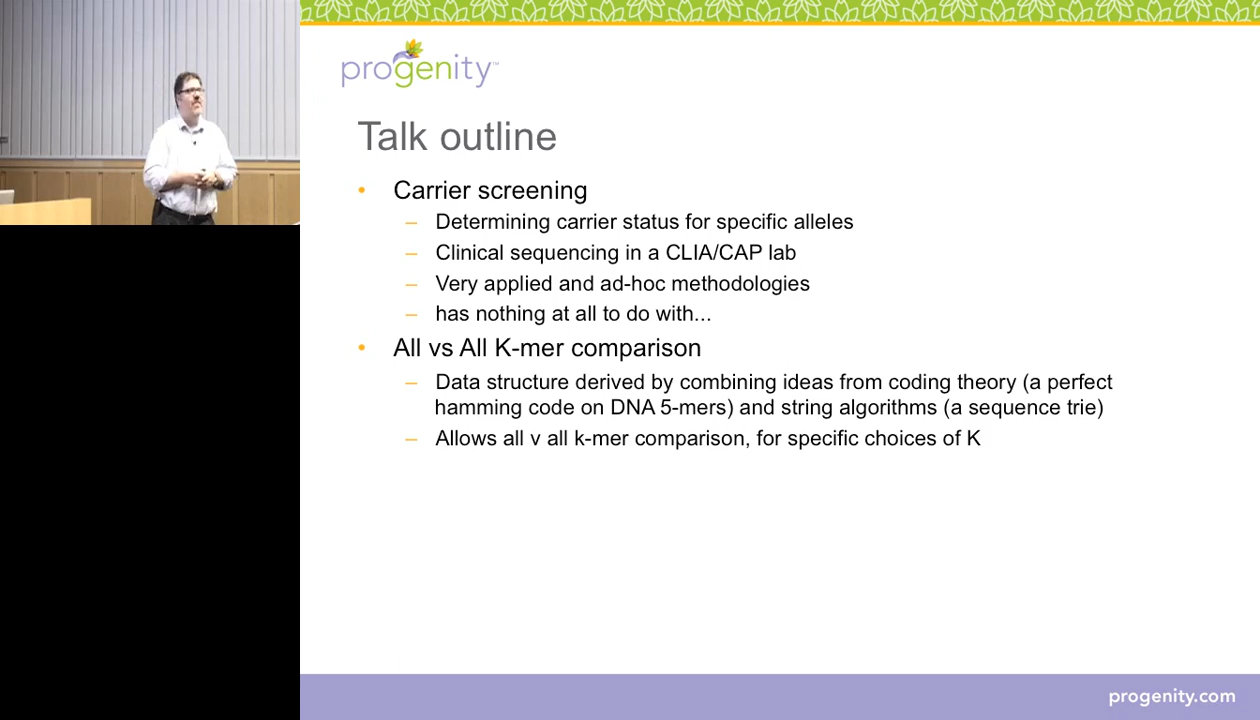 progenity™
Talk outline
• Carrier screening
– Determining carrier status for specific alleles
– Clinical sequencing in a CLIA/CAP lab
– Very applied and ad-hoc methodologies
– has nothing at all to do with...
• All vs All K-mer comparison
– Data structure derived by combining ideas from coding theory (a perfect
hamming code on DNA 5-mers) and string algorithms (a sequence trie)
– Allows all v all k-mer comparison, for specific choices of K
progenity.com